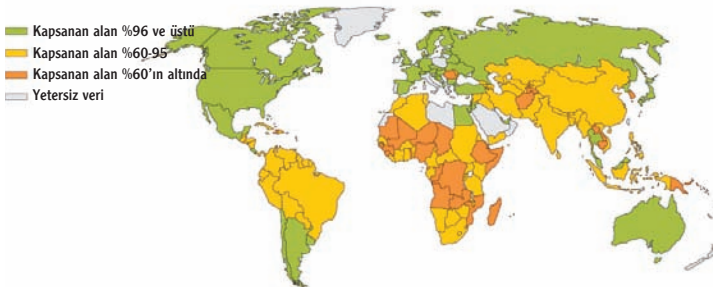 Kapsanan alan %96 ve üstü
Kapsanan alan %60-95
Kapsanan alan %60'ın altında
Yetersiz veri